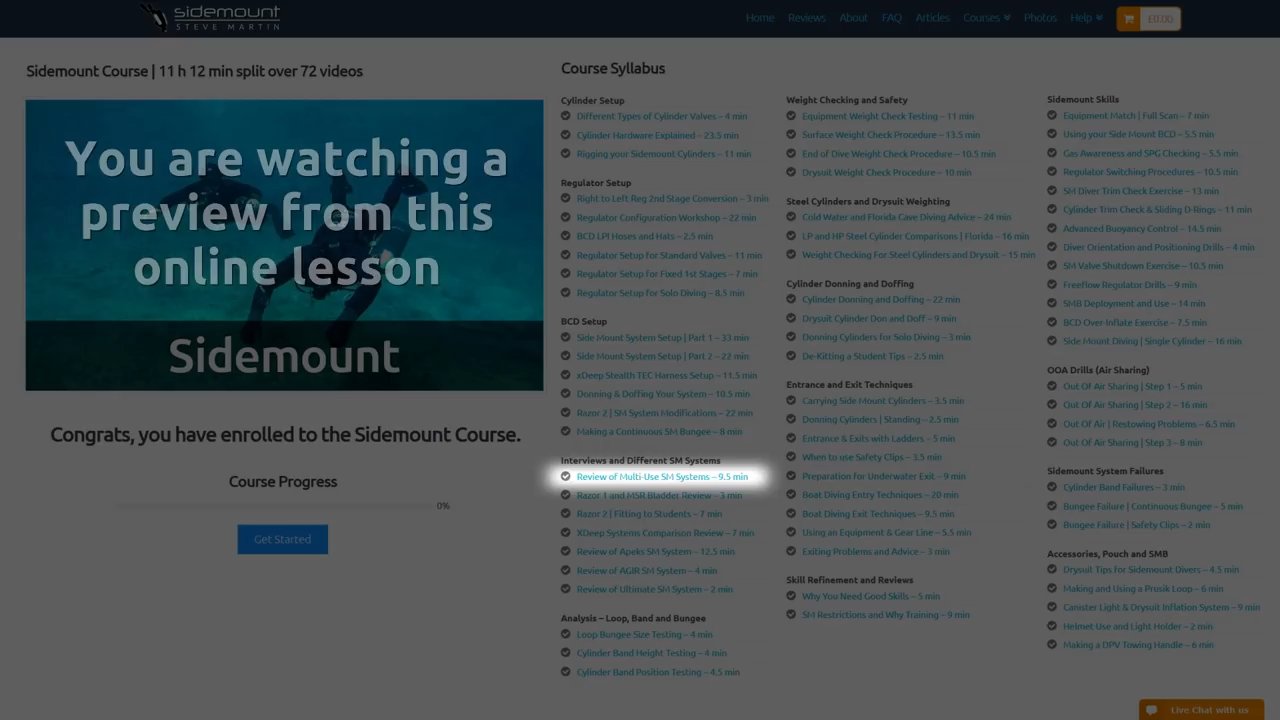 sidemount
STEVE MARTIN
Home Reviews About FAQ Articles Courses Photos Help £0.00
Sidemount Course | 11 h 12 min split over 72 videos
You are watching a
preview from this
online lesson
Sidemount
Congrats, you have enrolled to the Sidemount Course.
Course Progress
0%
Get Started
Course Syllabus
Cylinder Setup
Different Types of Cylinder Valves – 4 min
Cylinder Hardware Explained – 23.5 min
Rigging your Sidemount Cylinders – 11 min
Regulator Setup
Right to Left Reg 2nd Stage Conversion – 3 min
Regulator Configuration Workshop – 22 min
BCD LPI Hoses and Hats – 2.5 min
Regulator Setup for Standard Valves – 11 min
Regulator Setup for Fixed 1st Stages – 7 min
Regulator Setup for Solo Diving – 8.5 min
BCD Setup
Side Mount System Setup | Part 1 – 33 min
Side Mount System Setup | Part 2 – 22 min
xDeep Stealth TEC Harness Setup – 11.5 min
Donning & Doffing Your System – 10.5 min
Razor 2 | SM System Modifications – 22 min
Making a Continuous SM Bungee – 8 min
Interviews and Different SM Systems
Review of Multi-Use SM Systems – 9.5 min
Razor 1 and MSR Bladder Review – 3 min
Razor 2 | Fitting to Students – 7 min
XDeep Systems Comparison Review – 7 min
Review of Apeks SM System – 12.5 min
Review of AGIR SM System – 4 min
Review of Ultimate SM System – 2 min
Analysis – Loop, Band and Bungee
Loop Bungee Size Testing – 4 min
Cylinder Band Height Testing – 4 min
Cylinder Band Position Testing – 4.5 min
Weight Checking and Safety
Equipment Weight Check Testing – 11 min
Surface Weight Check Procedure – 13.5 min
End of Dive Weight Check Procedure – 10.5 min
Drysuit Weight Check Procedure – 10 min
Steel Cylinders and Drysuit Weighting
Cold Water and Florida Cave Diving Advice – 24 min
LP and HP Steel Cylinder Comparisons | Florida – 16 min
Weight Checking For Steel Cylinders and Drysuit – 15 min
Cylinder Donning and Doffing
Cylinder Donning and Doffing – 22 min
Drysuit Cylinder Don and Doff – 9 min
Donning Cylinders for Solo Diving – 3 min
De-Kitting a Student Tips – 2.5 min
Entrance and Exit Techniques
Carrying Side Mount Cylinders – 3.5 min
Donning Cylinders | Standing – 2.5 min
Entrance & Exits with Ladders – 5 min
When to use Safety Clips – 3.5 min
Preparation for Underwater Exit – 9 min
Boat Diving Entry Techniques – 20 min
Boat Diving Exit Techniques – 9.5 min
Using an Equipment & Gear Line – 5.5 min
Exiting Problems and Advice – 3 min
Skill Refinement and Reviews
Why You Need Good Skills – 5 min
SM Restrictions and Why Training – 9 min
Sidemount Skills
Equipment Match | Full Scan – 7 min
Using your Side Mount BCD – 5.5 min
Gas Awareness and SPG Checking – 5.5 min
Regulator Switching Procedures – 10.5 min
SM Diver Trim Check Exercise – 13 min
Cylinder Trim Check & Sliding D-Rings – 11 min
Advanced Buoyancy Control – 14.5 min
Diver Orientation and Positioning Drills – 4 min
SM Valve Shutdown Exercise – 10.5 min
Freeflow Regulator Drills – 9 min
SMB Deployment and Use – 14 min
BCD Over-Inflate Exercise – 7.5 min
Side Mount Diving | Single Cylinder – 16 min
OOA Drills (Air Sharing)
Out Of Air Sharing | Step 1 – 5 min
Out Of Air Sharing | Step 2 – 16 min
Out Of Air | Restowing Problems – 6.5 min
Out Of Air Sharing | Step 3 – 8 min
Sidemount System Failures
Cylinder Band Failures – 3 min
Bungee Failure | Continuous Bungee – 5 min
Bungee Failure | Safety Clips – 2 min
Accessories, Pouch and SMB
Drysuit Tips for Sidemount Divers – 4.5 min
Making and Using a Prusik Loop – 6 min
Canister Light & Drysuit Inflation System – 9 min
Helmet Use and Light Holder – 2 min
Making a DPV Towing Handle – 6 min
Live Chat with us